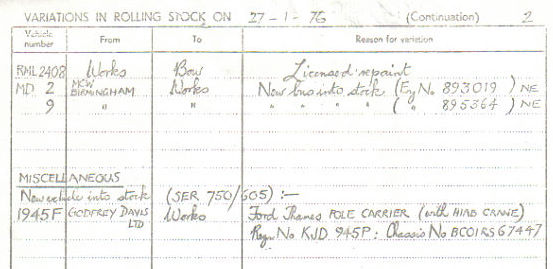 VARIATIONS IN ROLLING STOCK ON 27-1-76 (Continuation) 2
Vehicle number From To Reason for variation
RML2408 Works Bow Licensed repaint
MD 2 MCW BIRMINGHAM Works New bus into stock (Eng No 893019) NE
9 " " " " " " ( " 895364) NE
MISCELLANEOUS
New vehicle into stock (SER 750/605) :—
1945F GODFREY DAVIS LTD Works Ford Thames POLE CARRIER (with HIAB CRANE)
Regn No KJD 945P : Chassis No BC01RS67447